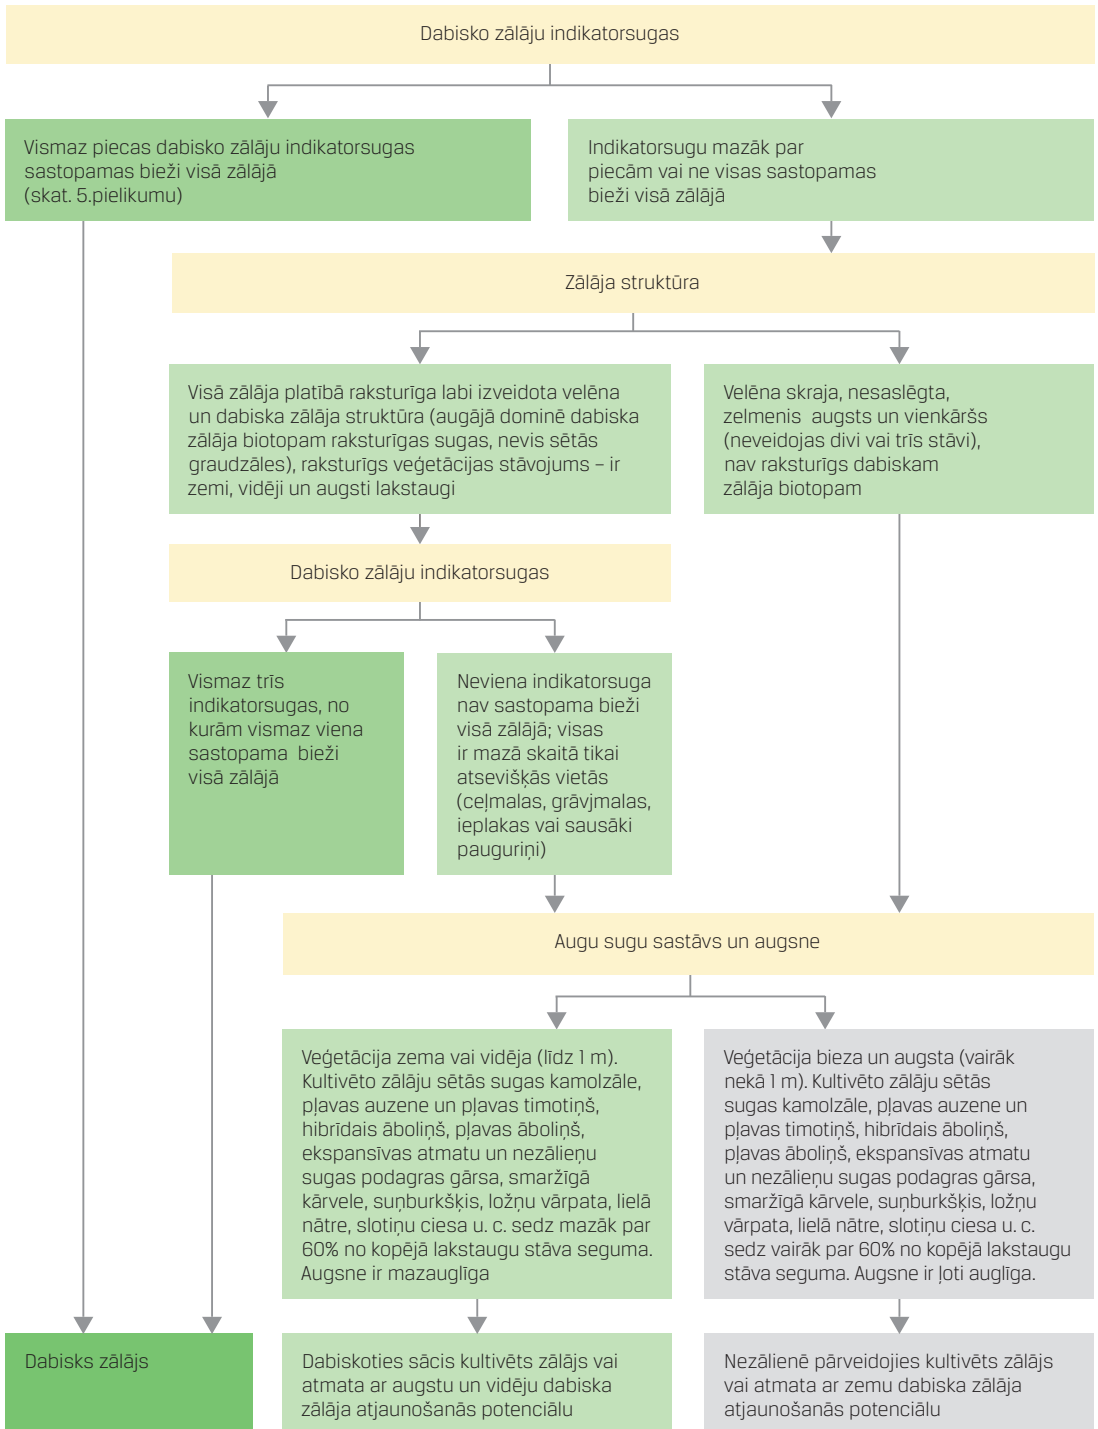 Dabisko zālāju indikatorsugas
Vismaz piecas dabisko zālāju indikatorsugas
sastopamas bieži visā zālājā
(skat. 5.pielikumu)
Indikatorsugu mazāk par
piecām vai ne visas sastopamas
bieži visā zālājā
Zālāja struktūra
Visā zālāja platībā raksturīga labi izveidota velēna
un dabiska zālāja struktūra (augājā dominē dabiska
zālāja biotopam raksturīgas sugas, nevis sētās
graudzāles), raksturīgs veģetācijas stāvojums – ir
zemi, vidēji un augsti lakstaugi
Velēna skraja, nesaslēgta,
zelmenis augsts un vienkāršs
(neveidojas divi vai trīs stāvi),
nav raksturīgs dabiskam
zālāja biotopam
Dabisko zālāju indikatorsugas
Vismaz trīs
indikatorsugas, no
kurām vismaz viena
sastopama bieži
visā zālājā
Neviena indikatorsuga
nav sastopama bieži
visā zālājā; visas
ir mazā skaitā tikai
atsevišķās vietās
(ceļmalas, grāvjmalas,
ieplakas vai sausāki
pauguriņi)
Augu sugu sastāvs un augsne
Veģetācija zema vai vidēja (līdz 1 m).
Kultivēto zālāju sētās sugas kamolzāle,
pļavas auzene un pļavas timotiņš,
hibrīdais āboliņš, pļavas āboliņš,
ekspansīvas atmatu un nezālieņu
sugas podagras gārsa, smaržīgā
kārvele, suņburkšķis, ložņu vārpata, lielā
nātre, slotiņu ciesa u. c. sedz mazāk par
60% no kopējā lakstaugu stāva seguma.
Augsne ir mazauglīga
Veģetācija bieza un augsta (vairāk
nekā 1 m). Kultivēto zālāju sētās
sugas kamolzāle, pļavas auzene un
pļavas timotiņš, hibrīdais āboliņš,
pļavas āboliņš, ekspansīvas atmatu
un nezālieņu sugas podagras gārsa,
smaržīgā kārvele, suņburkšķis, ložņu
vārpata, lielā nātre, slotiņu ciesa u. c.
sedz vairāk par 60% no kopējā lakstaugu
stāva seguma. Augsne ir ļoti auglīga.
Dabisks zālājs
Dabiskoties sācis kultivēts zālājs vai
atmata ar augstu un vidēju dabiska
zālāja atjaunošanās potenciālu
Nezālienē pārveidojies kultivēts zālājs
vai atmata ar zemu dabiska zālāja
atjaunošanās potenciālu